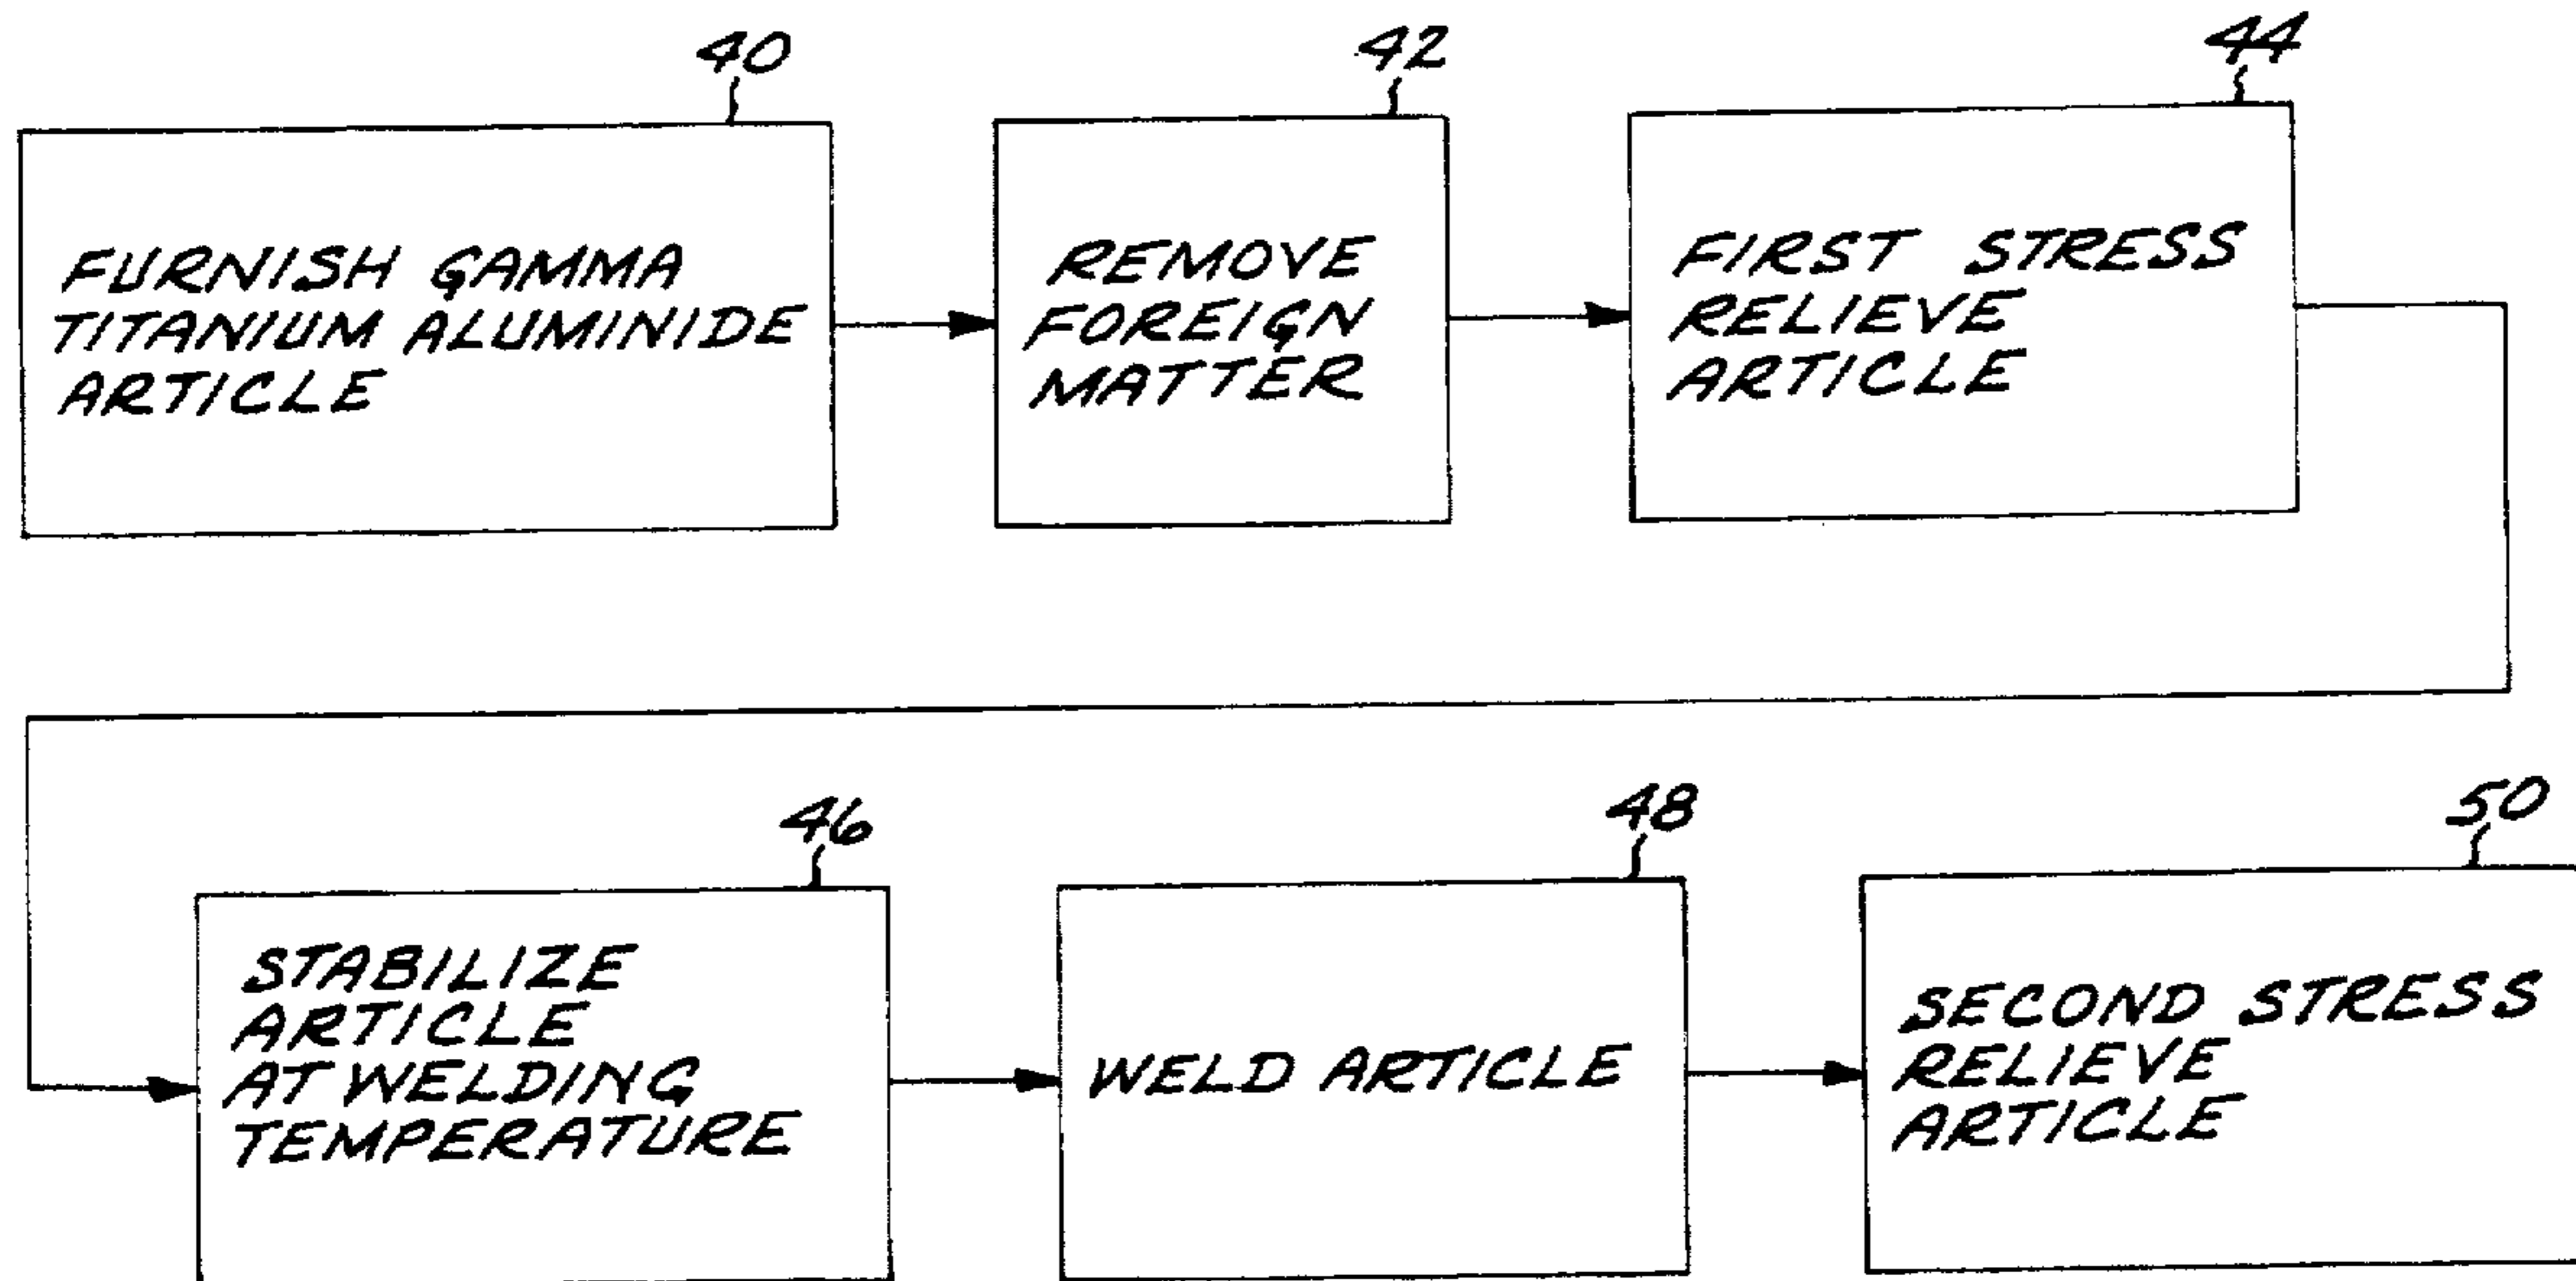 40
FURNISH GAMMA
TITANIUM ALUMINIDE
ARTICLE
42
REMOVE
FOREIGN
MATTER
44
FIRST STRESS
RELIEVE
ARTICLE
46
STABILIZE
ARTICLE
AT WELDING
TEMPERATURE
48
WELD ARTICLE
50
SECOND STRESS
RELIEVE
ARTICLE